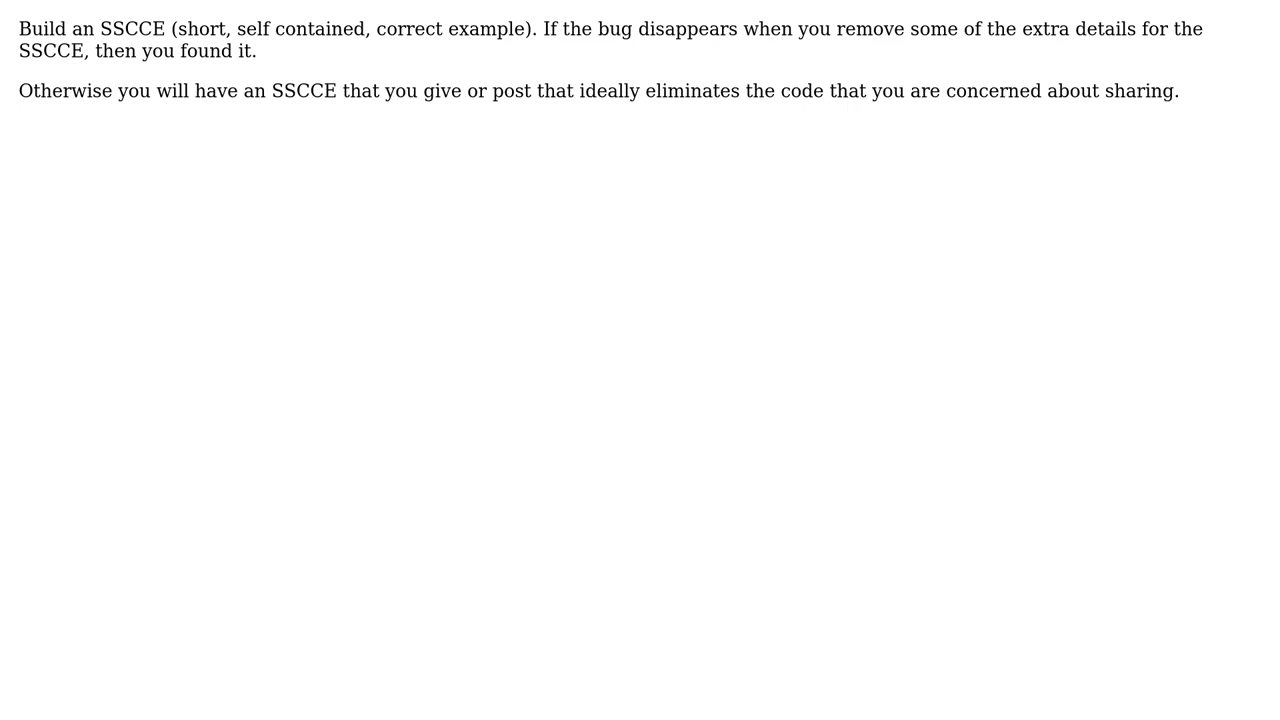 Build an SSCCE (short, self contained, correct example). If the bug disappears when you remove some of the extra details for the
SSCCE, then you found it.
Otherwise you will have an SSCCE that you give or post that ideally eliminates the code that you are concerned about sharing.